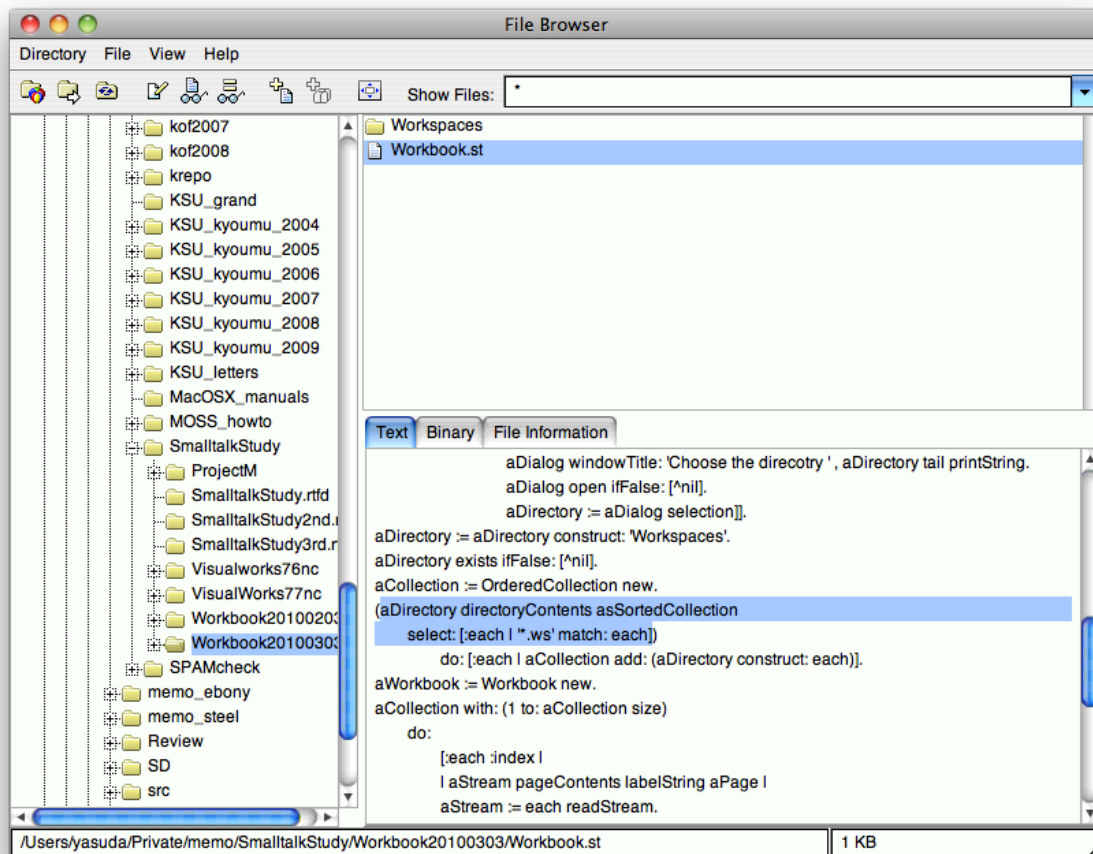 File Browser
Directory File View Help
Show Files: *
kof2007
kof2008
krepo
KSU_grand
KSU_kyoumu_2004
KSU_kyoumu_2005
KSU_kyoumu_2006
KSU_kyoumu_2007
KSU_kyoumu_2008
KSU_kyoumu_2009
KSU_letters
MacOSX_manuals
MOSS_howto
SmalltalkStudy
ProjectM
SmalltalkStudy.rtfd
SmalltalkStudy2nd.
SmalltalkStudy3rd.r
Visualworks76nc
VisualWorks77nc
Workbook20100203
Workbook20100303
SPAMcheck
memo_ebony
memo_steel
Review
SD
src
Workspaces
Workbook.st
Text Binary File Information
aDialog windowTitle: 'Choose the direcotry ' , aDirectory tail printString.
aDialog open ifFalse: [^nil].
aDirectory := aDialog selection]].
aDirectory := aDirectory construct: 'Workspaces'.
aDirectory exists ifFalse: [^nil].
aCollection := OrderedCollection new.
(aDirectory directoryContents asSortedCollection
select: [:each | '*.ws' match: each])
do: [:each | aCollection add: (aDirectory construct: each)].
aWorkbook := Workbook new.
aCollection with: (1 to: aCollection size)
do:
[:each :index |
| aStream pageContents labelString aPage |
aStream := each readStream.
/Users/yasuda/Private/memo/SmalltalkStudy/Workbook20100303/Workbook.st
1 KB